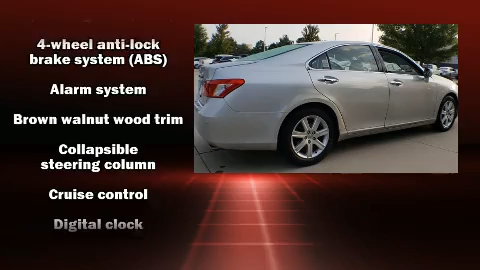 4-wheel anti-lock
brake system (ABS)
Alarm system
Brown walnut wood trim
Collapsible
steering column
Cruise control
Digital clock